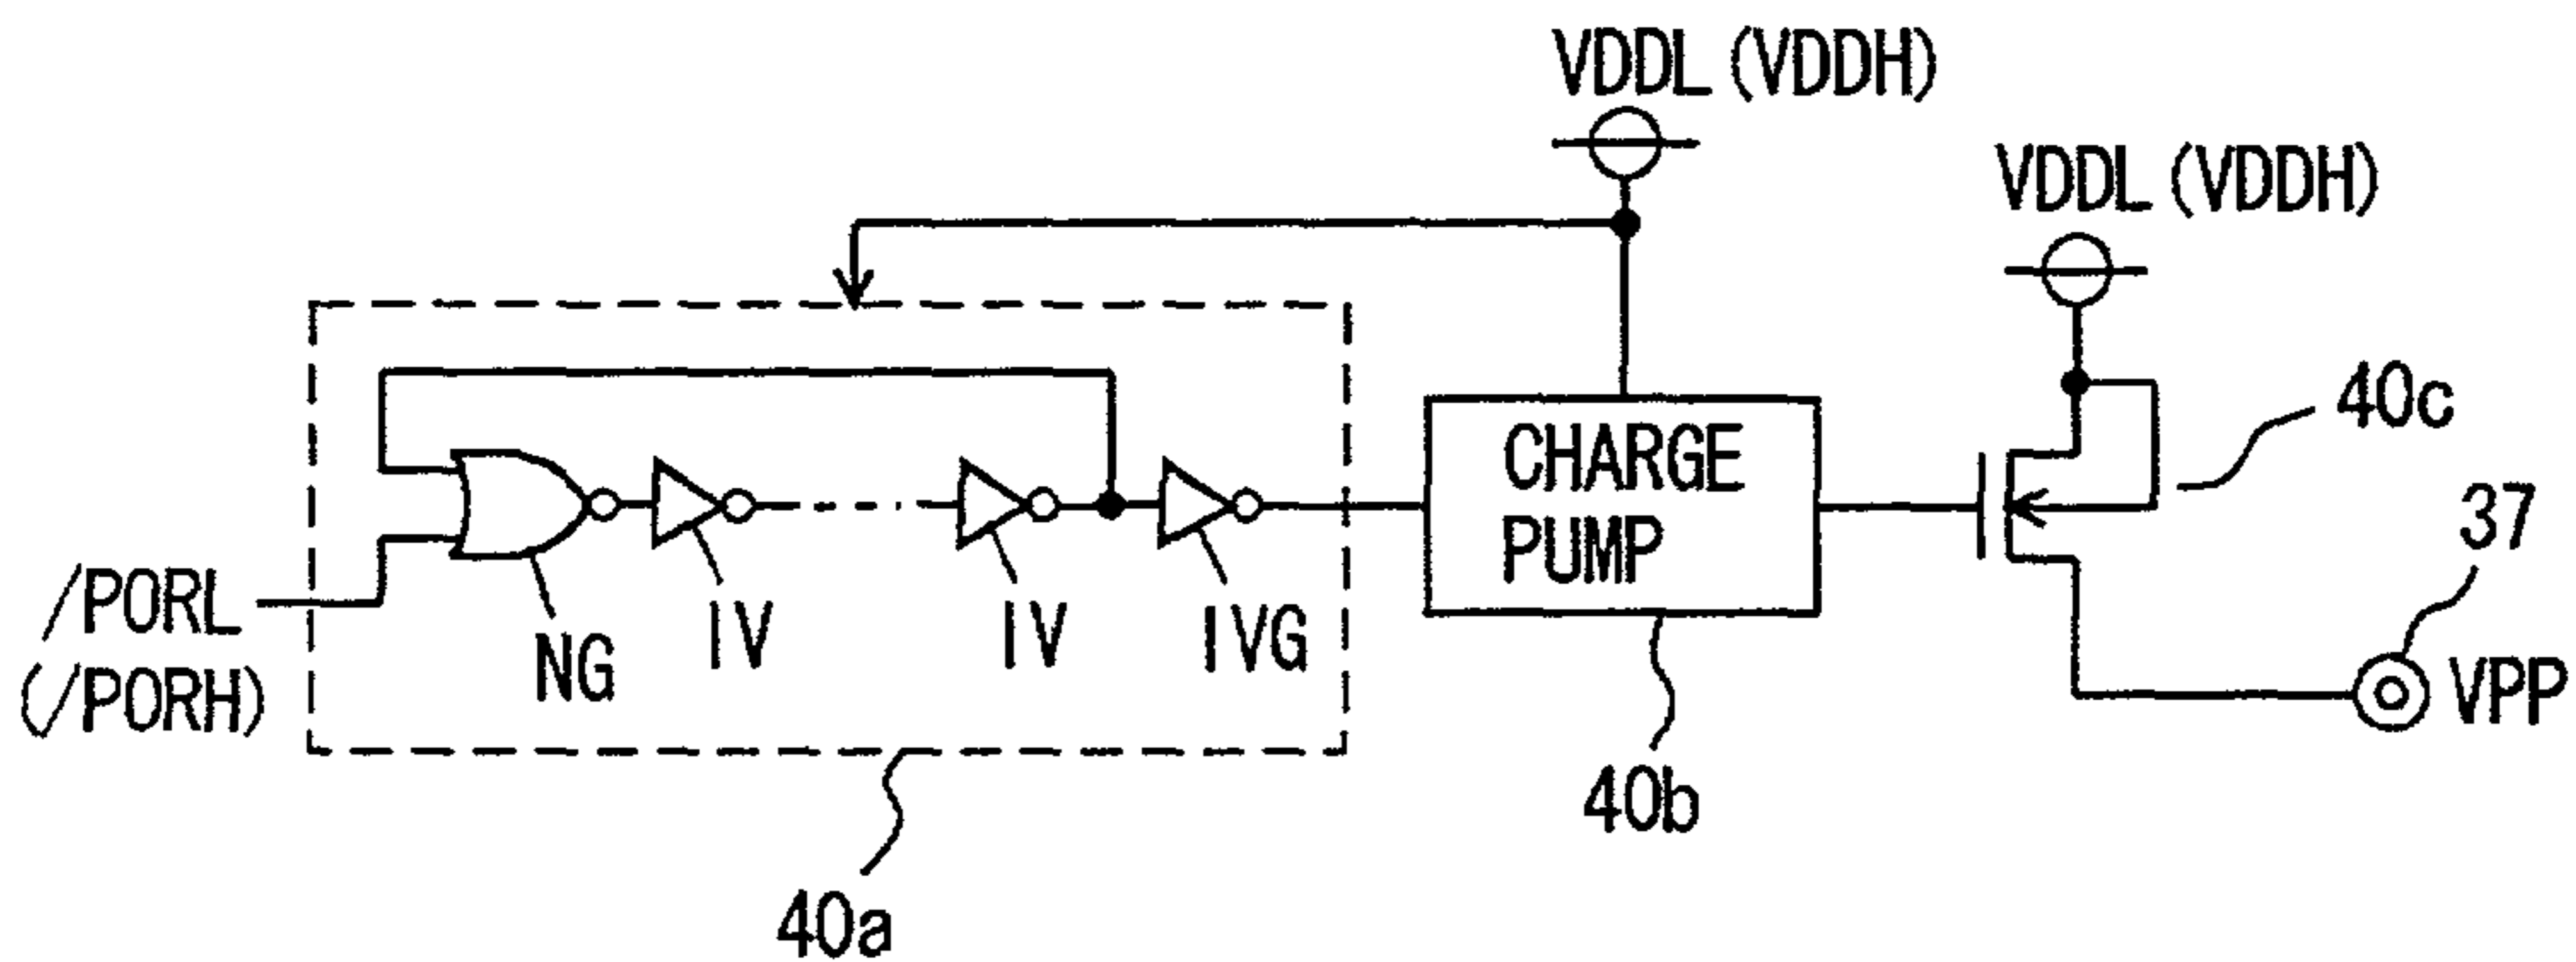 VDDL (VDDH)
VDDL (VDDH)
40c
CHARGE
PUMP
37
/PORL
(/PORH)
NG
IV
IV
IVG
VPP
40b
40a